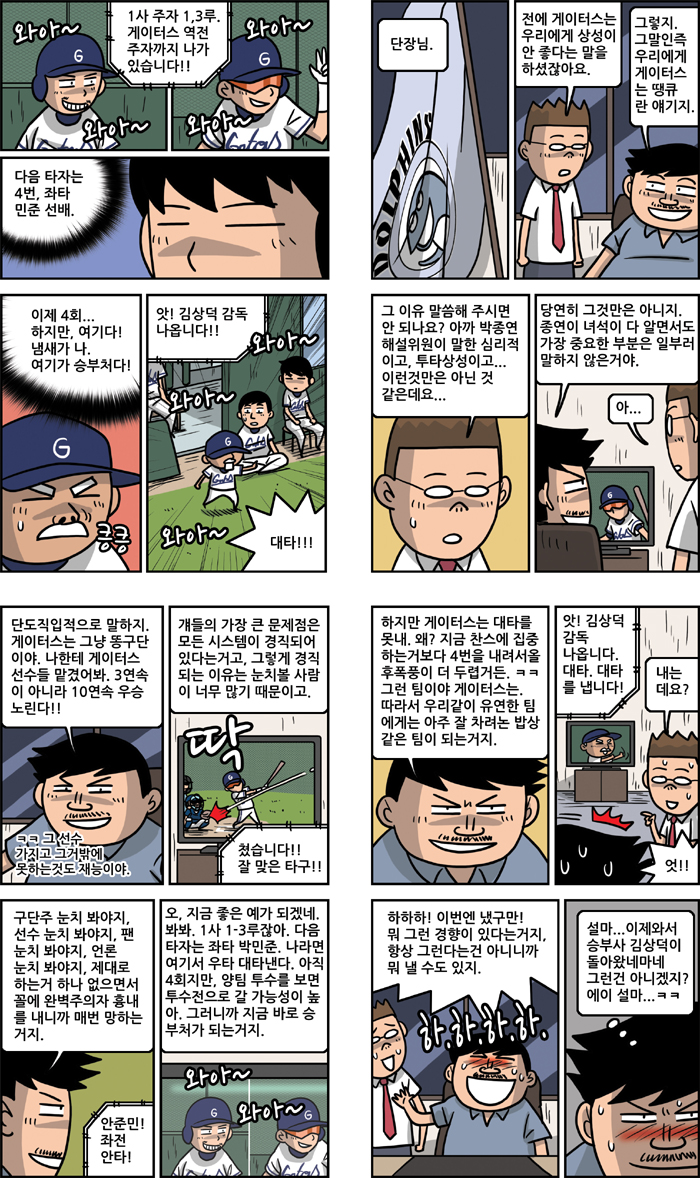 와아~
1사 주자 1,3루.
게이터스 역전
주자까지 나가
있습니다!!
G
와아~
와아~
G
Gators
다음 타자는
4번, 좌타
민준 선배.
이제 4회...
하지만, 여기다!
냄새가 나.
여기가 승부처다!
G
킁킁
앗! 김상덕 감독
나옵니다!!
와아~
와아~
G
와아~
대타!!!
단장님.
DOLPHINS
전에 게이터스는
우리에게 상성이
안 좋다는 말을
하셨잖아요.
그렇지.
그말인즉
우리에게
게이터스
는 땡큐
란 얘기지.
그 이유 말씀해 주시면
안 되나요? 아까 박종연
해설위원이 말한 심리적
이고, 투타상성이고...
이런것만은 아닌 것
같은데요...
당연히 그것만은 아니지.
종연이 녀석이 다 알면서도
가장 중요한 부분은 일부러
말하지 않은거야.
아...
G
단도직입적으로 말하지.
게이터스는 그냥 똥구단
이야. 나한테 게이터스
선수들 맡겼어봐. 3연속
이 아니라 10연속 우승
노린다!!
ㅋㅋ 그 선수
가지고 그거밖에
못하는것도 재능이야.
걔들의 가장 큰 문제점은
모든 시스템이 경직되어
있다는거고, 그렇게 경직
되는 이유는 눈치볼 사람
이 너무 많기 때문이고.
딱
쳤습니다!!
잘 맞은 타구!!
구단주 눈치 봐야지,
선수 눈치 봐야지, 팬
눈치 봐야지, 언론
눈치 봐야지, 제대로
하는거 하나 없으면서
꼴에 완벽주의자 흉내
를 내니까 매번 망하는
거지.
안준민!
좌전
안타!
오, 지금 좋은 예가 되겠네.
봐봐. 1사 1-3루잖아. 다음
타자는 좌타 박민준. 나라면
여기서 우타 대타낸다. 아직
4회지만, 양팀 투수를 보면
투수전으로 갈 가능성이 높
아. 그러니까 지금 바로 승
부처가 되는거지.
와아~
와아~
G
하지만 게이터스는 대타를
못내. 왜? 지금 찬스에 집중
하는거보다 4번을 내려서올
후폭풍이 더 두렵거든. ㅋㅋ
그런 팀이야 게이터스는.
따라서 우리같이 유연한 팀
에게는 아주 잘 차려논 밥상
같은 팀이 되는거지.
앗! 김상덕
감독
나옵니다.
대타. 대타
를 냅니다!
내는
데요?
엇!!
하하하! 이번엔 냈구만!
뭐 그런 경향이 있다는거지,
항상 그런다는건 아니니까
뭐 낼 수도 있지.
하.하.하.하.
설마...이제와서
승부사 김상덕이
돌아왔네마네
그런건 아니겠지?
에이 설마...ㅋㅋ